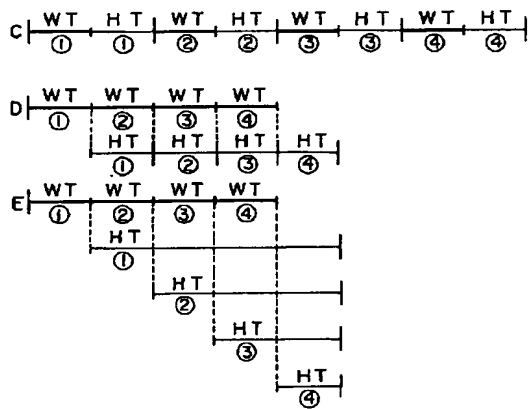 WT HT WT HT WT HT WT HT
C ① ① ② ② ③ ③ ④ ④
WT WT WT WT
D ① ② ③ ④
HT HT HT HT
① ② ③ ④
WT WT WT WT
E ① ② ③ ④
HT
①
HT
②
HT
③
HT
④